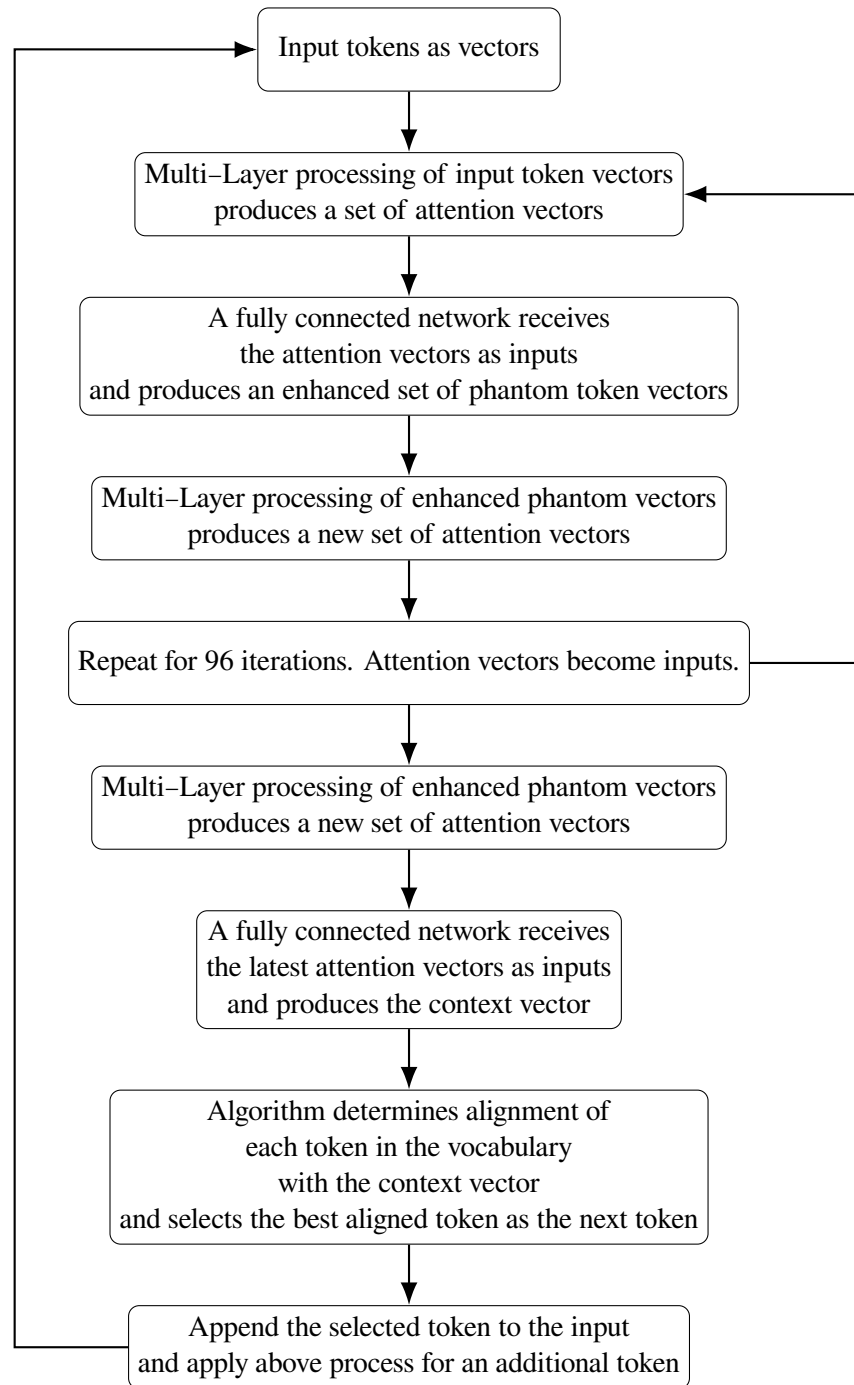 Input tokens as vectors
Multi–Layer processing of input token vectors
produces a set of attention vectors
A fully connected network receives
the attention vectors as inputs
and produces an enhanced set of phantom token vectors
Multi–Layer processing of enhanced phantom vectors
produces a new set of attention vectors
Repeat for 96 iterations. Attention vectors become inputs.
Multi–Layer processing of enhanced phantom vectors
produces a new set of attention vectors
A fully connected network receives
the latest attention vectors as inputs
and produces the context vector
Algorithm determines alignment of
each token in the vocabulary
with the context vector
and selects the best aligned token as the next token
Append the selected token to the input
and apply above process for an additional token